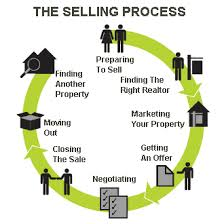 THE SELLING PROCESS
Preparing
To Sell
Finding The
Right Realtor
Marketing
Your Property
Getting
An Offer
Negotiating
Closing
The Sale
Moving
Out
Finding
Another
Property